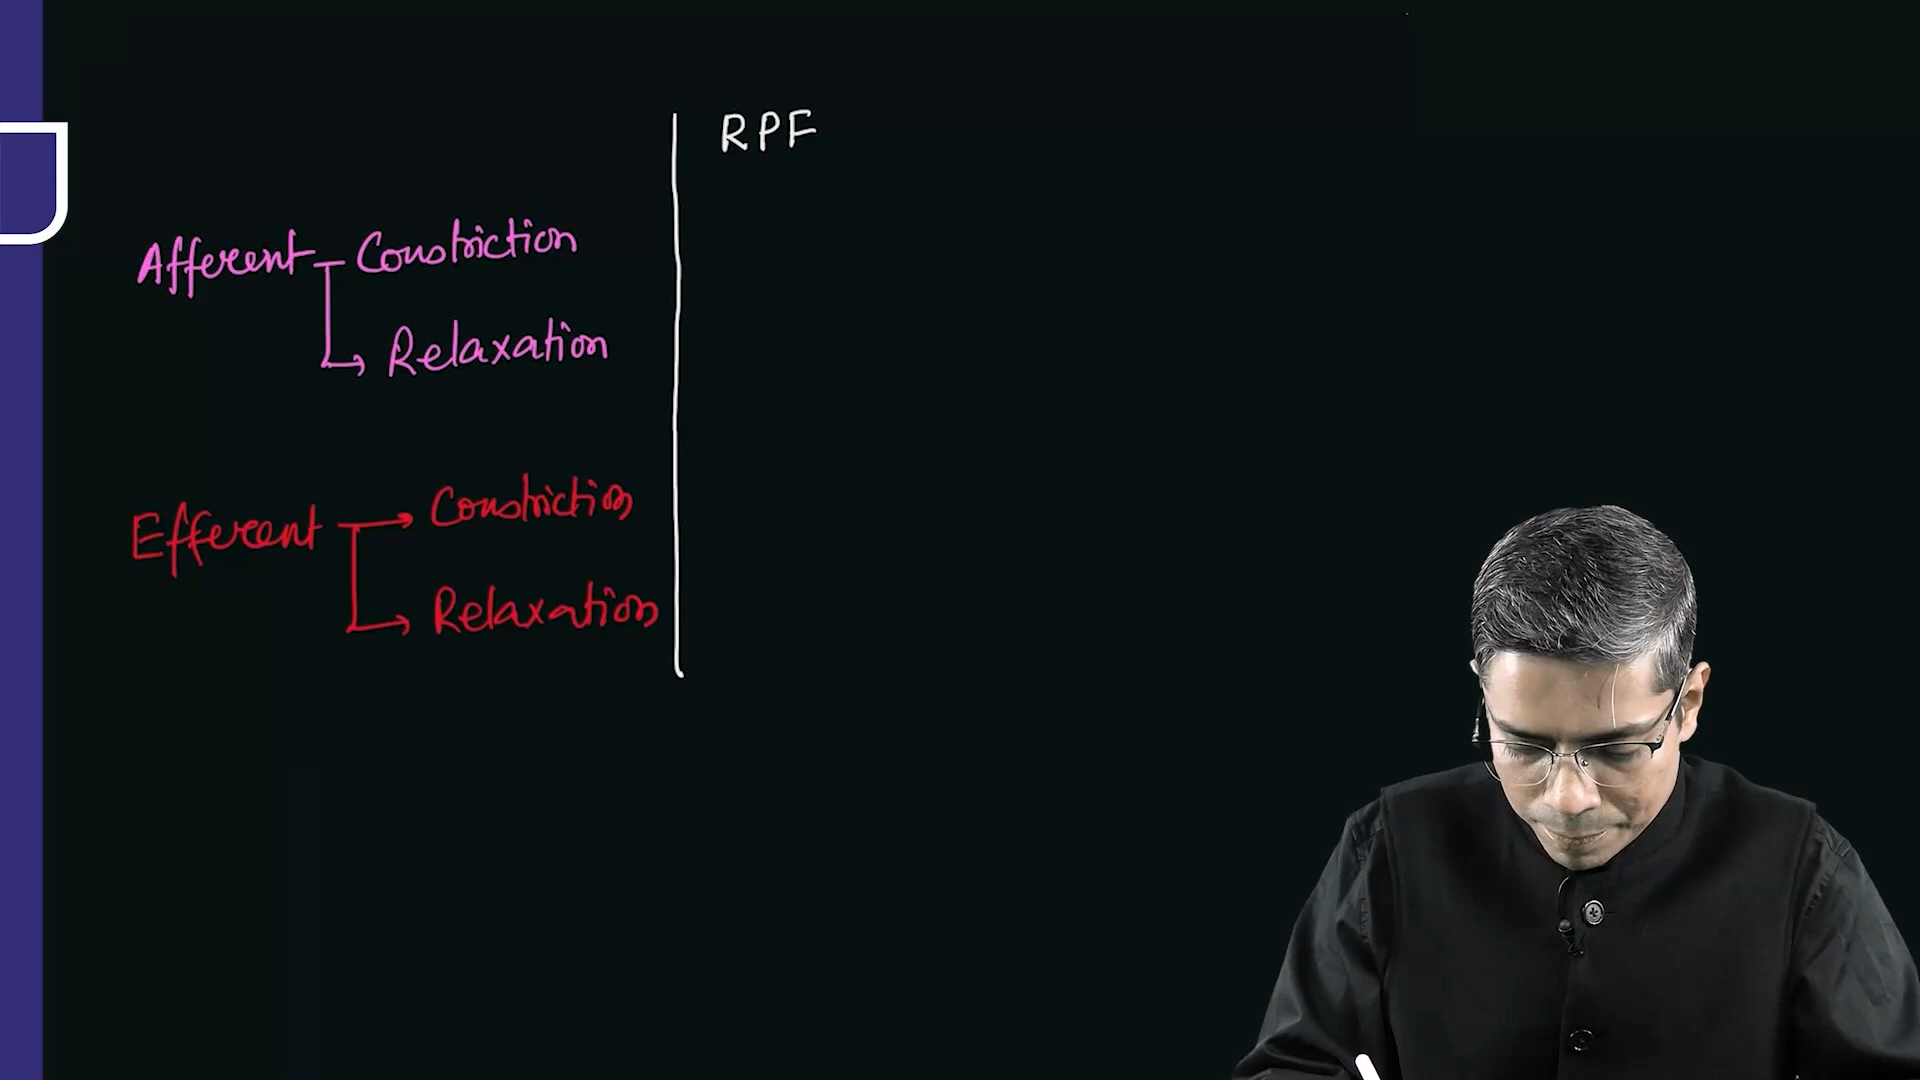 RPF
Afferent Constriction
Relaxation
Efferent → Constriction
Relaxation